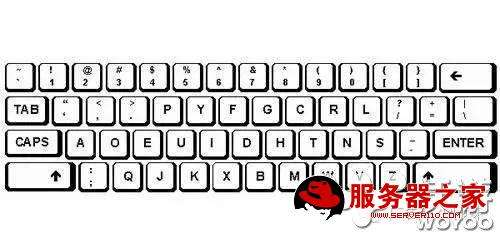 ~ ! @ # $ % ^ & * ( ) { }
` 1 2 3 4 5 6 7 8 9 0 [ ] ←
TAB " < > P Y F G C R L ? + |
' , . / = \
CAPS A O E U I D H T N S - ENTER
↑ : ; Q J K X B M V Z ↑
服务器之家
WWW.SERVER110.COM